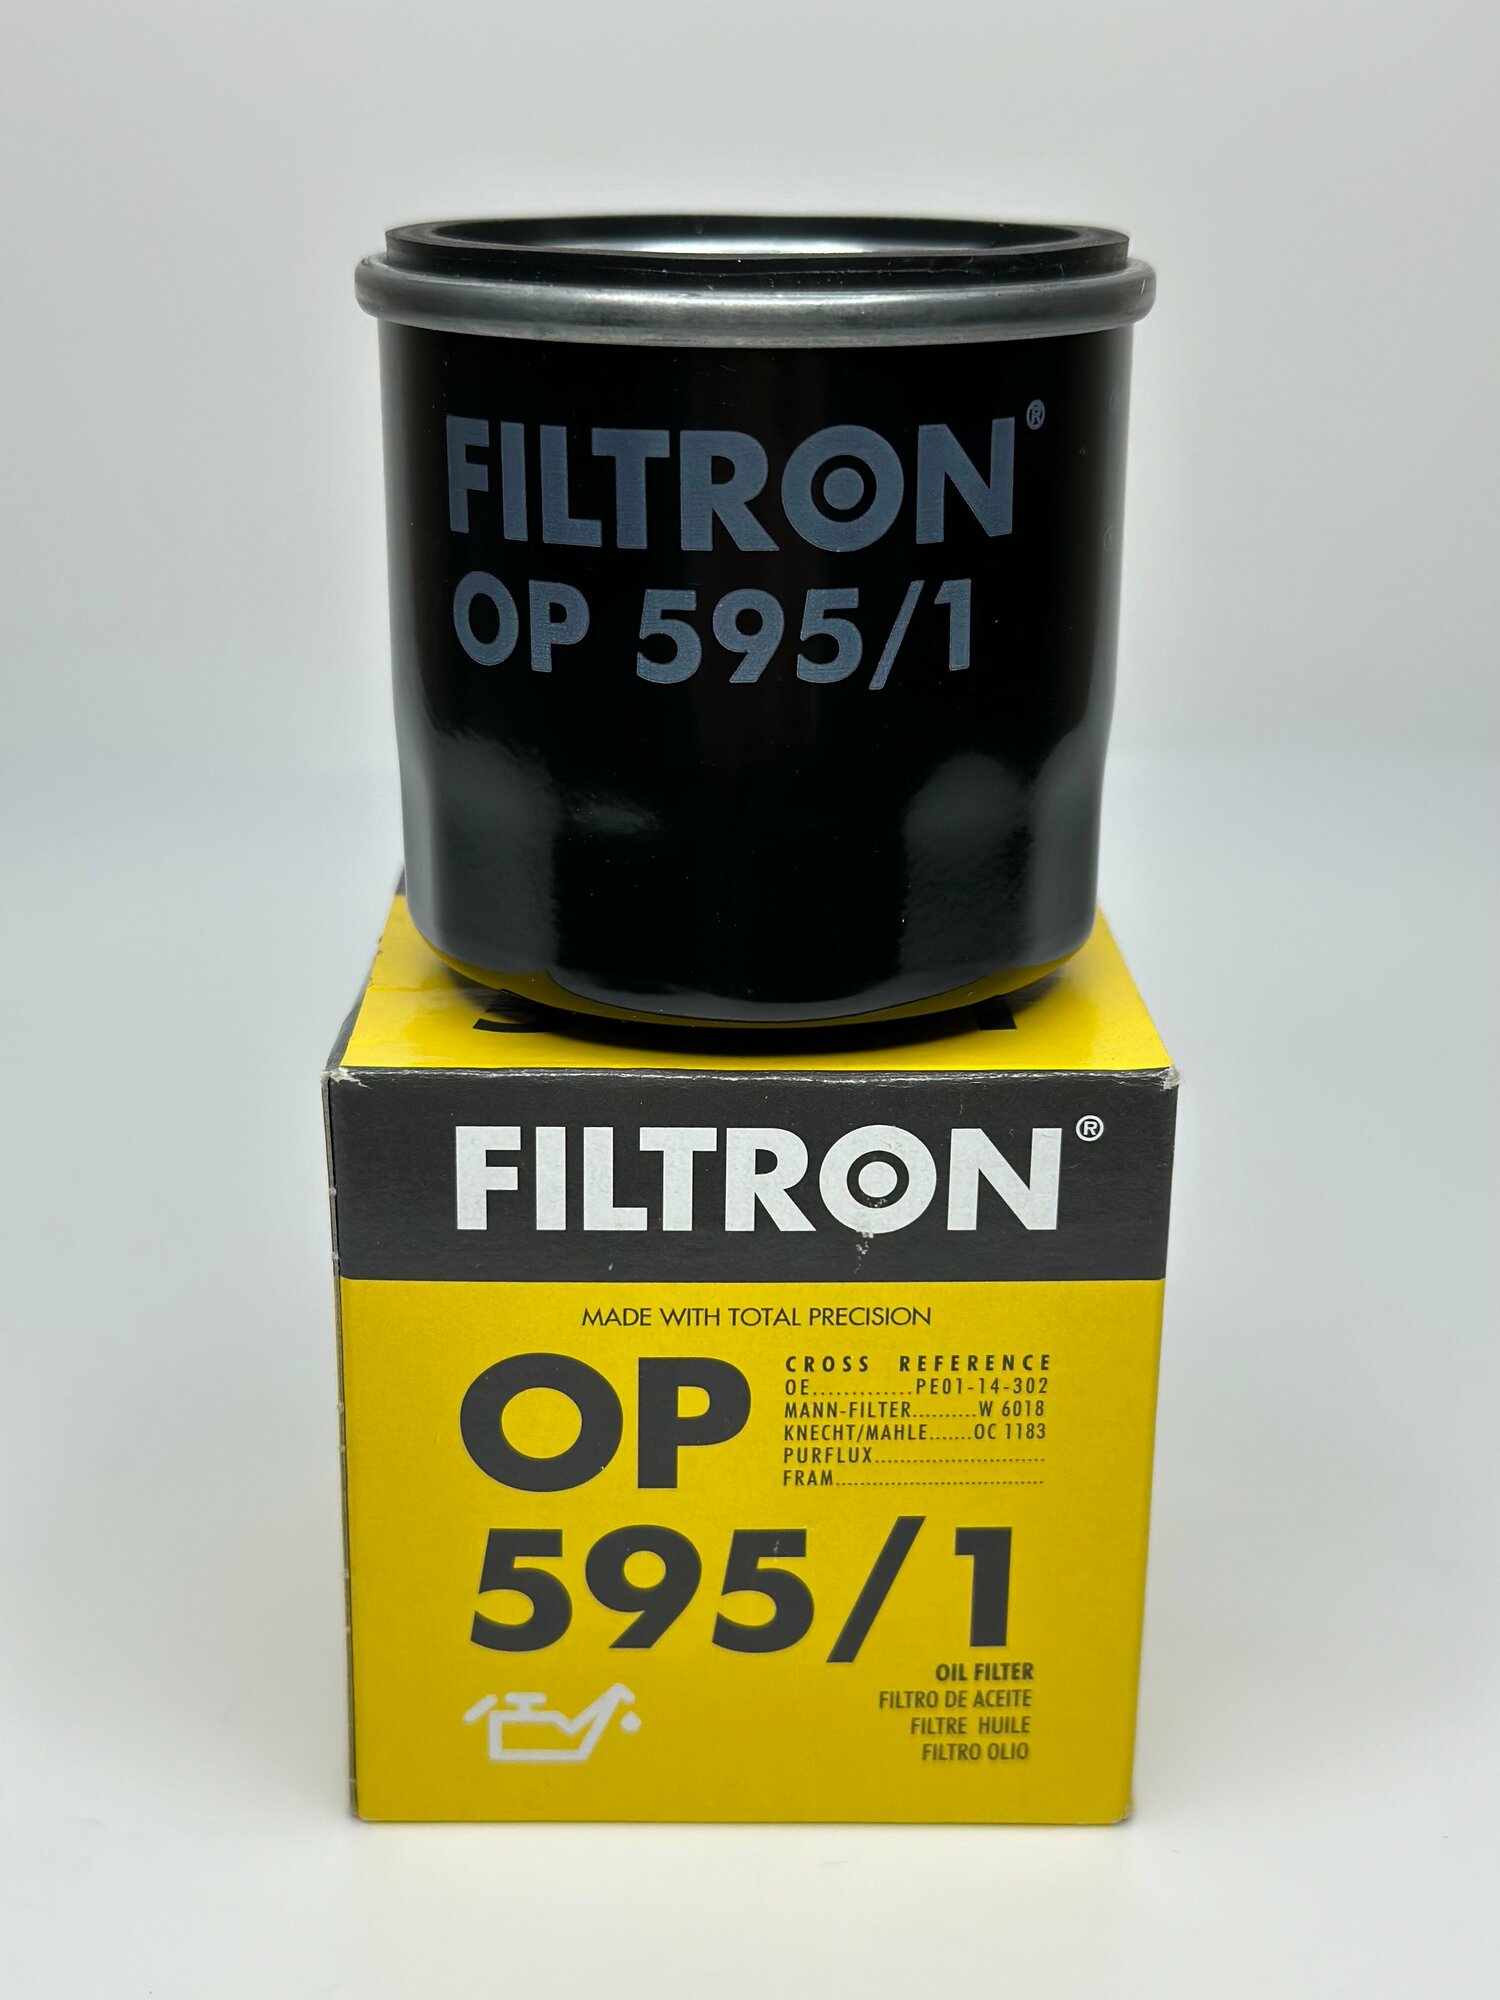 FILTRON®
OP 595/1
FILTRON®
MADE WITH TOTAL PRECISION
OP
595/1
CROSS REFERENCE
OE.............PE01-14-302
MANN-FILTER..........W 6018
KNECHT/MAHLE.......OC 1183
PURFLUX...........................
FRAM.................................
OIL FILTER
FILTRO DE ACEITE
FILTRE HUILE
FILTRO OLIO